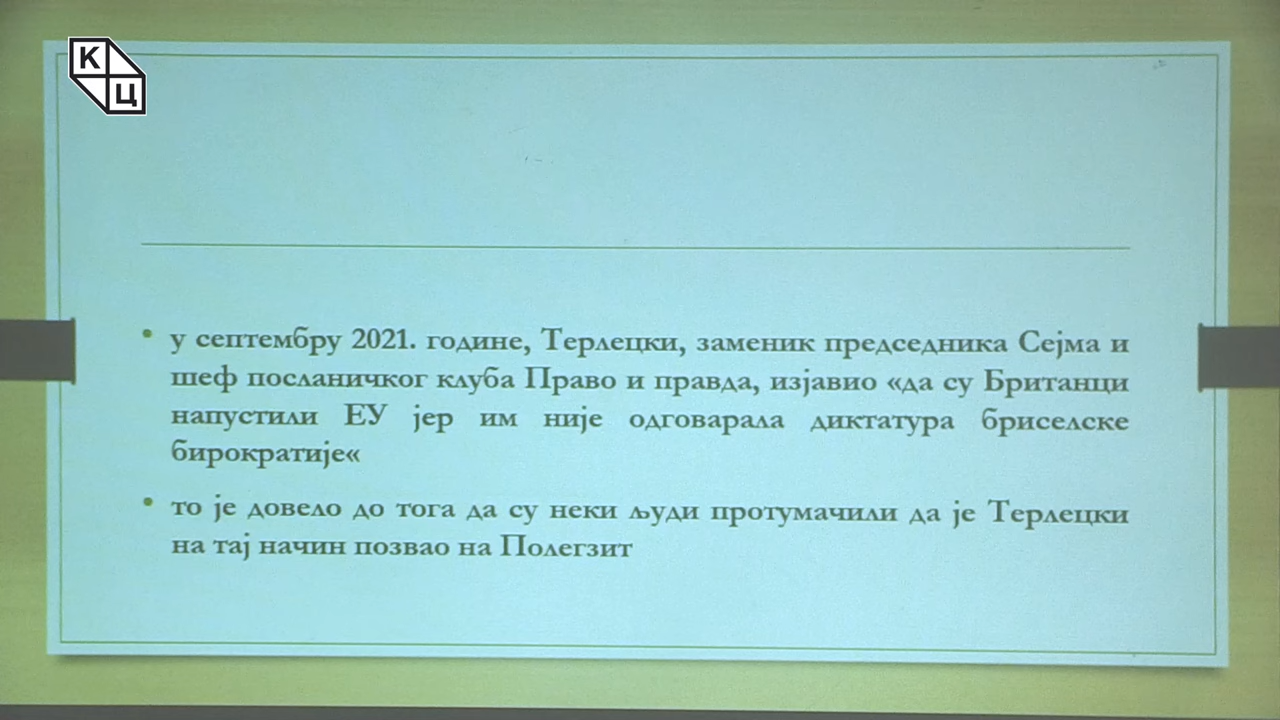 К
Ц
у септембру 2021. године, Терлецки, заменик председника Сејма и
шеф посланичког клуба Право и правда, изјавио «да су Британци
напустили ЕУ јер им није одговарала диктатура бриселске
бирократије«
то је довело до тога да су неки људи протумачили да је Терлецки
на тај начин позвао на Полегзит